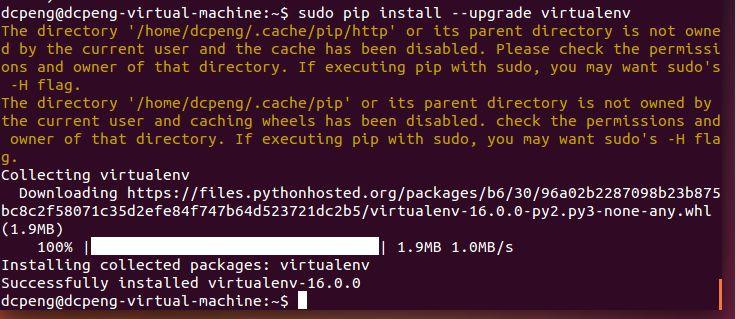 dcpeng@dcpeng-virtual-machine:~$ sudo pip install --upgrade virtualenv
The directory '/home/dcpeng/.cache/pip/http' or its parent directory is not owne
d by the current user and the cache has been disabled. Please check the permissi
ons and owner of that directory. If executing pip with sudo, you may want sudo's
 -H flag.
The directory '/home/dcpeng/.cache/pip' or its parent directory is not owned by
the current user and caching wheels has been disabled. check the permissions and
 owner of that directory. If executing pip with sudo, you may want sudo's -H fla
g.
Collecting virtualenv
  Downloading https://files.pythonhosted.org/packages/b6/30/96a02b2287098b23b875
bc8c2f58071c35d2efe84f747b64d523721dc2b5/virtualenv-16.0.0-py2.py3-none-any.whl
(1.9MB)
    100% |████████████████████████████████| 1.9MB 1.0MB/s
Installing collected packages: virtualenv
Successfully installed virtualenv-16.0.0
dcpeng@dcpeng-virtual-machine:~$